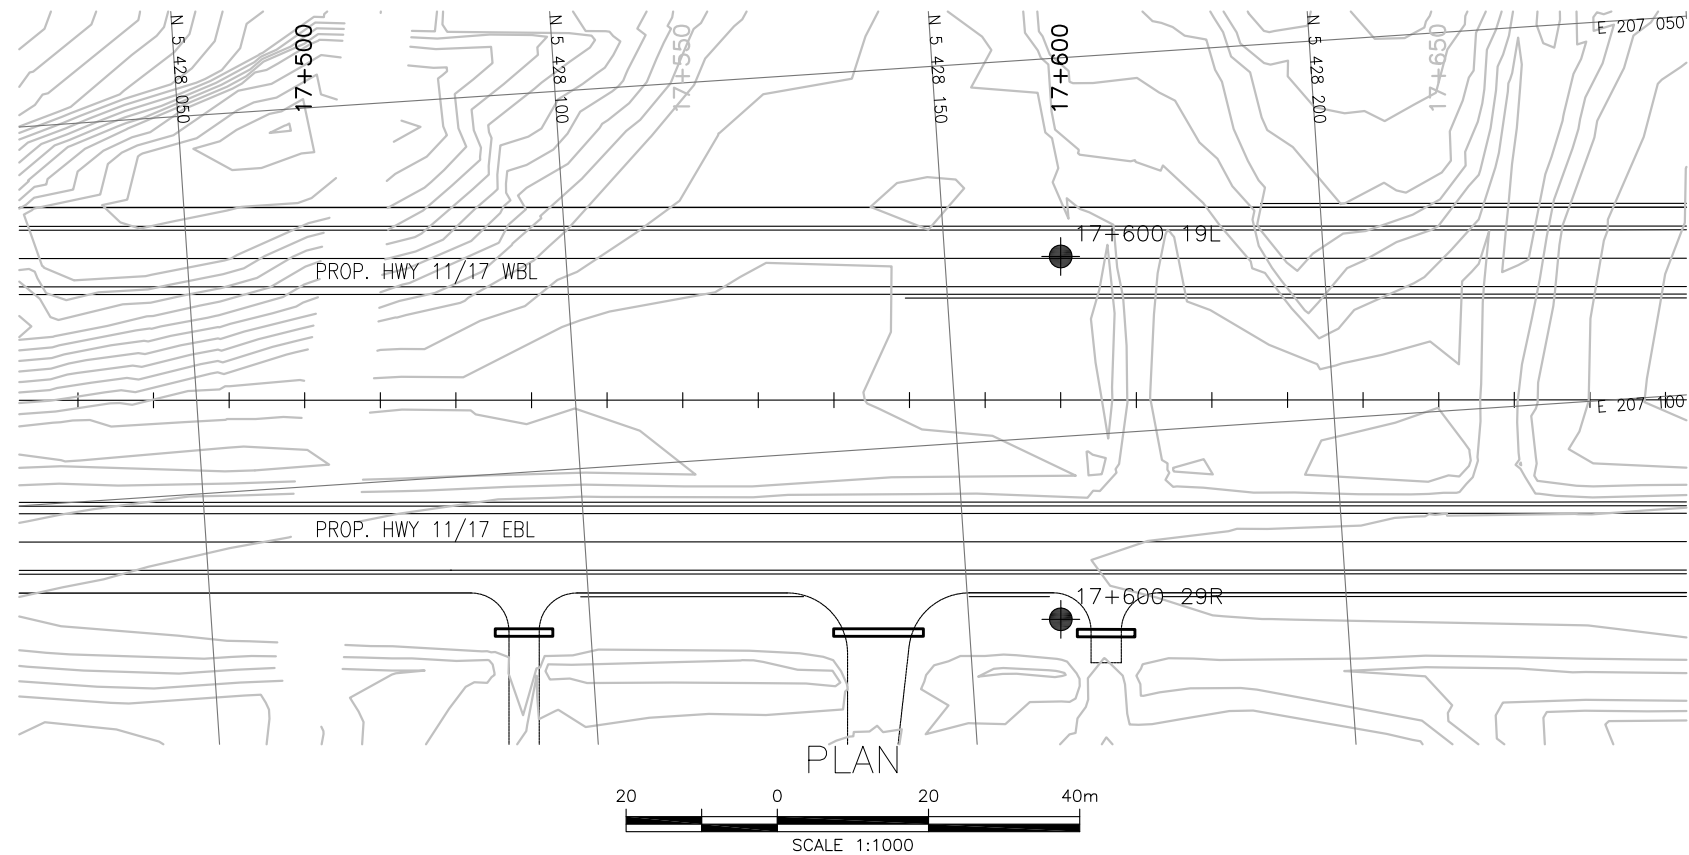 N 5 428 050
17+500
N 5 428 100
17+550
N 5 428 150
17+600
N 5 428 200
17+650
E 207 050
17+600 19L
PROP. HWY 11/17 WBL
E 207 100
PROP. HWY 11/17 EBL
17+600 29R
PLAN
20 0 20 40m
SCALE 1:1000